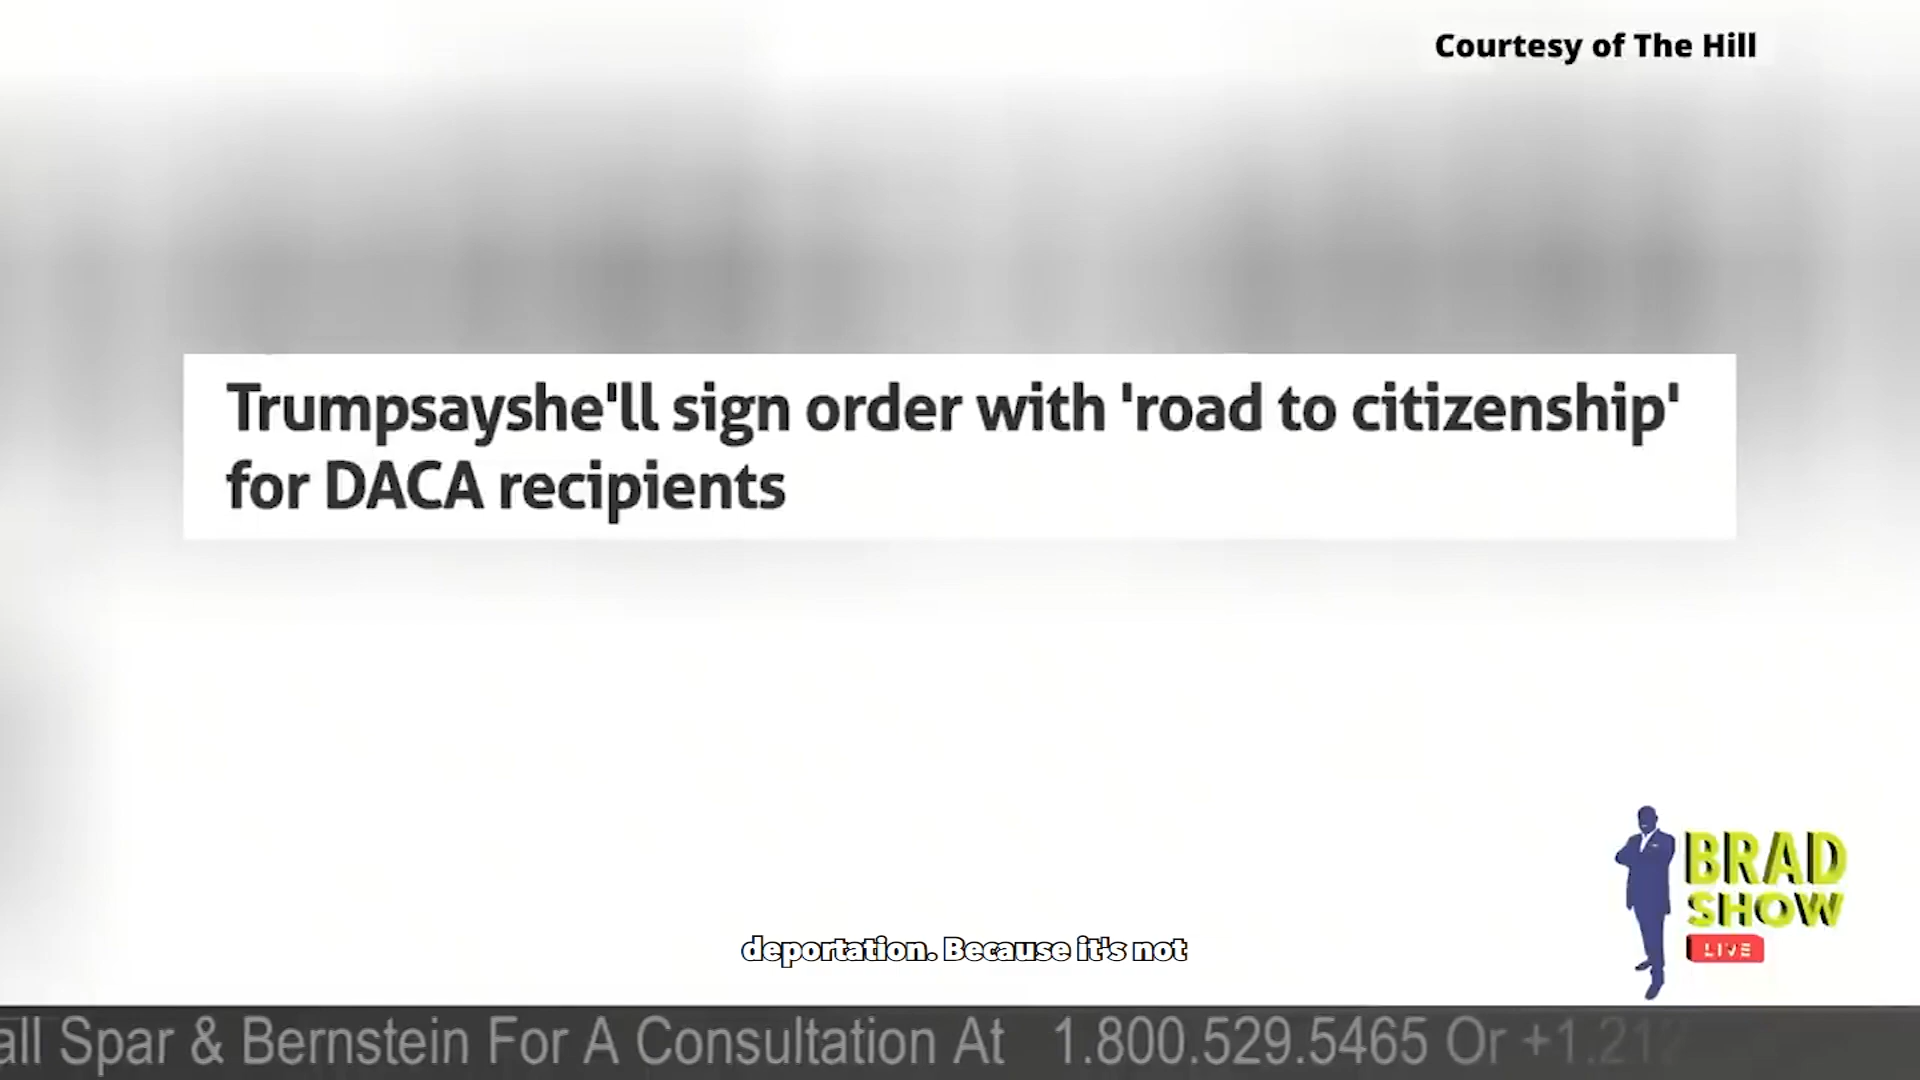 Courtesy of The Hill
Trumpsayshe'll sign order with 'road to citizenship'
for DACA recipients
BRAD
SHOW
LIVE
deportation. Because it's not
all Spar & Bernstein For A Consultation At 1.800.529.5465 Or +1.212